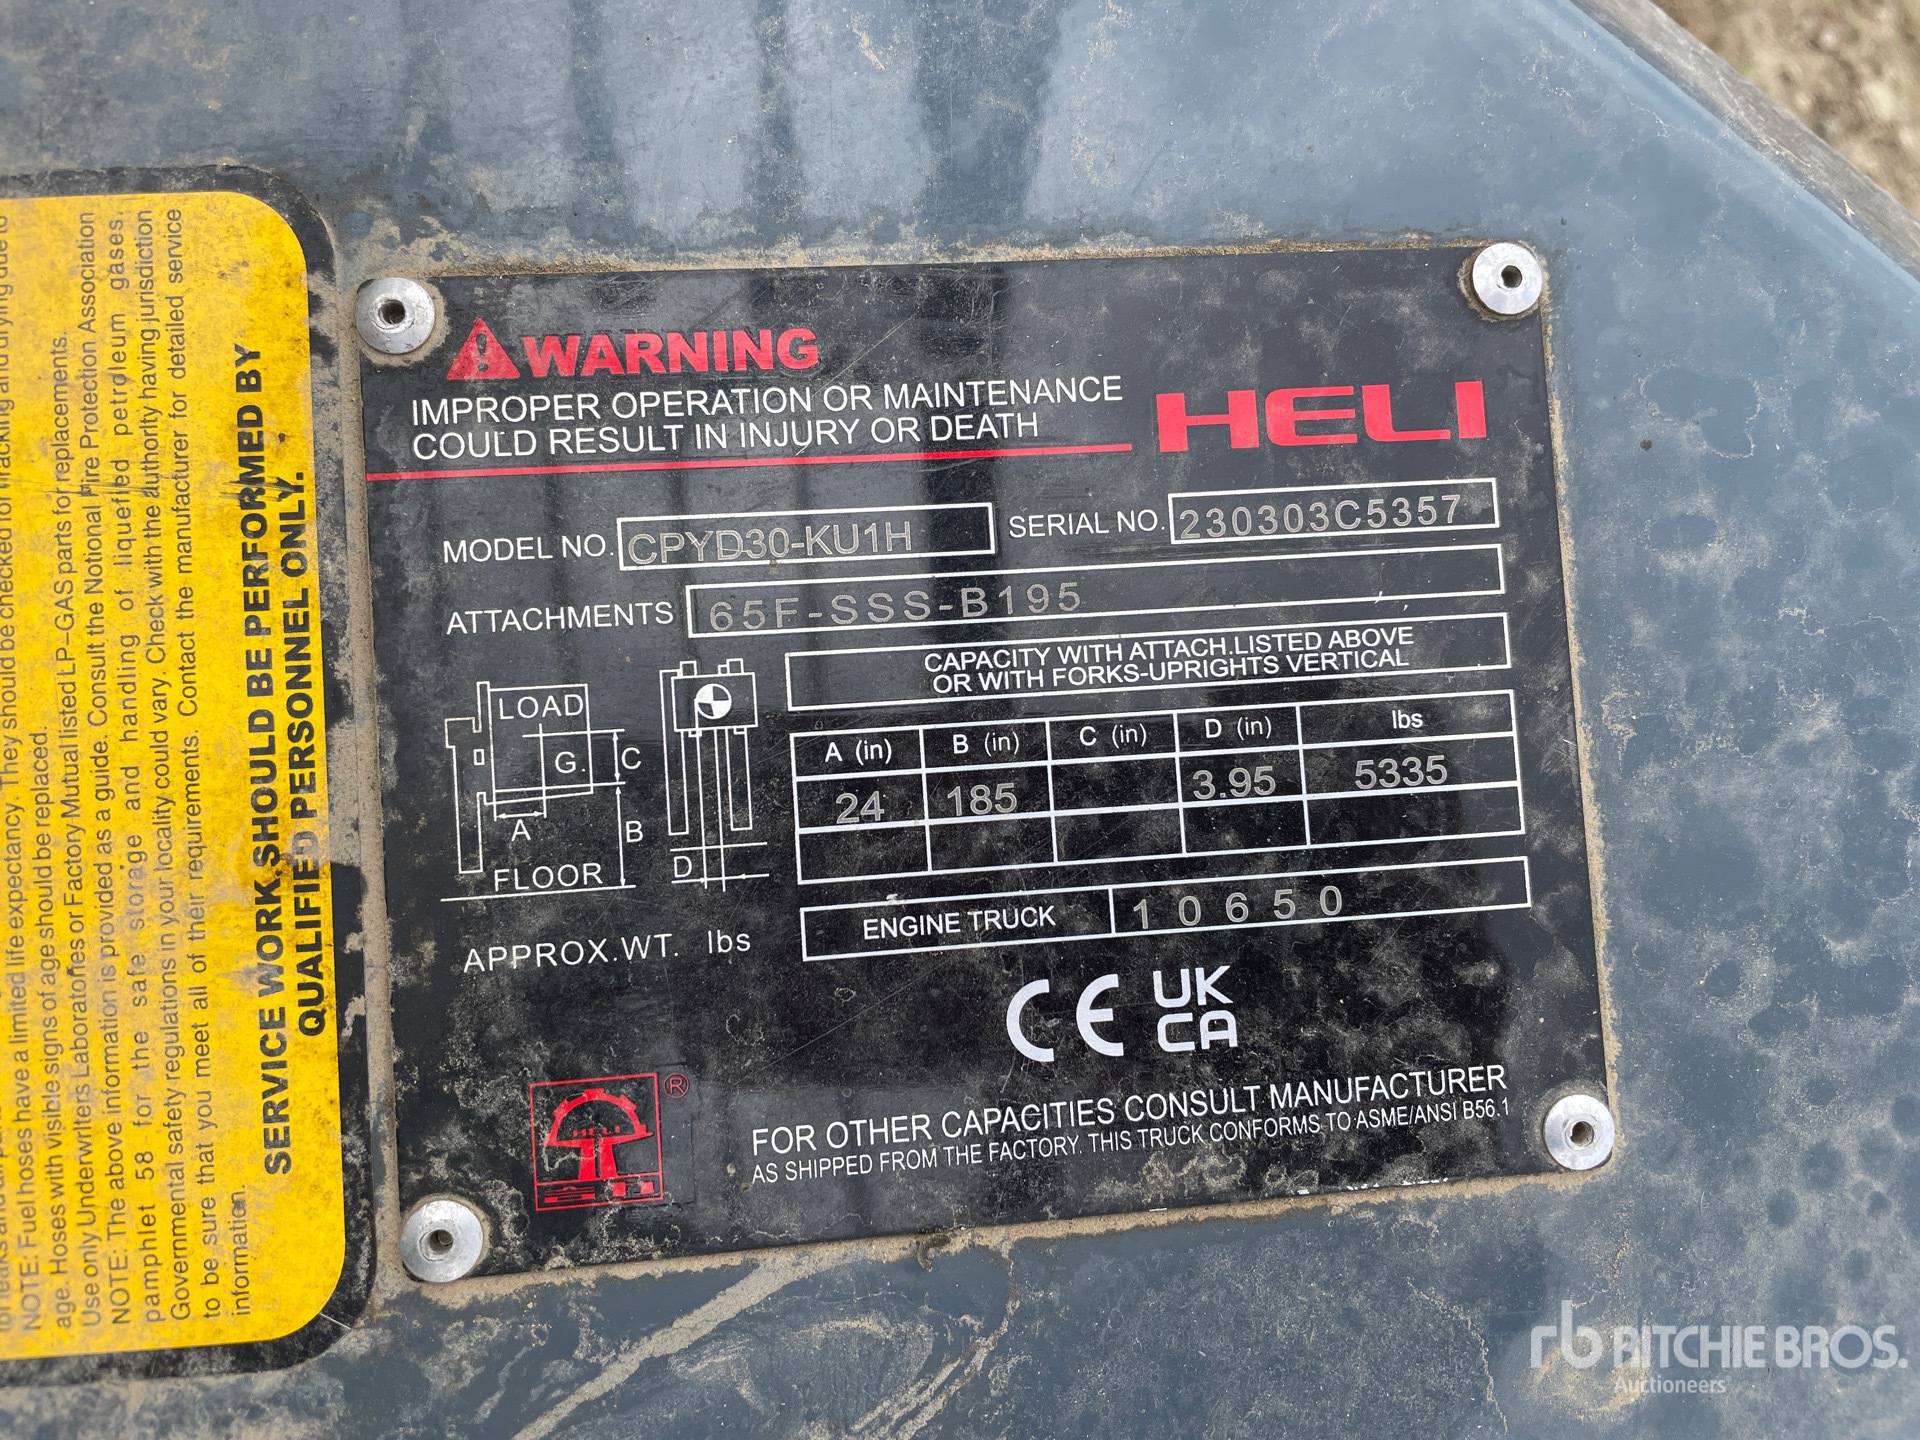 WARNING
IMPROPER OPERATION OR MAINTENANCE
COULD RESULT IN INJURY OR DEATH
HELI
MODEL NO. CPYD30-KU1H SERIAL NO. 230303C5357
ATTACHMENTS 65F-SSS-B195
CAPACITY WITH ATTACH.LISTED ABOVE
OR WITH FORKS-UPRIGHTS VERTICAL
LOAD
G. C
A B
FLOOR
D
A (in) B (in) C (in) D (in) lbs
24 185 3.95 5335
APPROX.WT. lbs
ENGINE TRUCK 10650
CE UK
CA
HELI
®
FOR OTHER CAPACITIES CONSULT MANUFACTURER
AS SHIPPED FROM THE FACTORY. THIS TRUCK CONFORMS TO ASME/ANSI B56.1
NOTE: Fuel hoses have a limited life expectancy. They should be checked for cracking and drying due to
age. Hoses with visible signs of age should be replaced.
Use only Underwriters Laboratories or Factory Mutual listed LP-GAS parts for replacements.
NOTE: The above information is provided as a guide. Consult the Notional Fire Protection Association
pamphlet 58 for the safe storage and handling of liquefied petroleum gases.
Governmental safety regulations in your locality could vary. Check with the authority having jurisdiction
to be sure that you meet all of their requirements. Contact the manufacturer for detailed service
information.
SERVICE WORK SHOULD BE PERFORMED BY
QUALIFIED PERSONNEL ONLY.
rb RITCHIE BROS.
Auctioneers